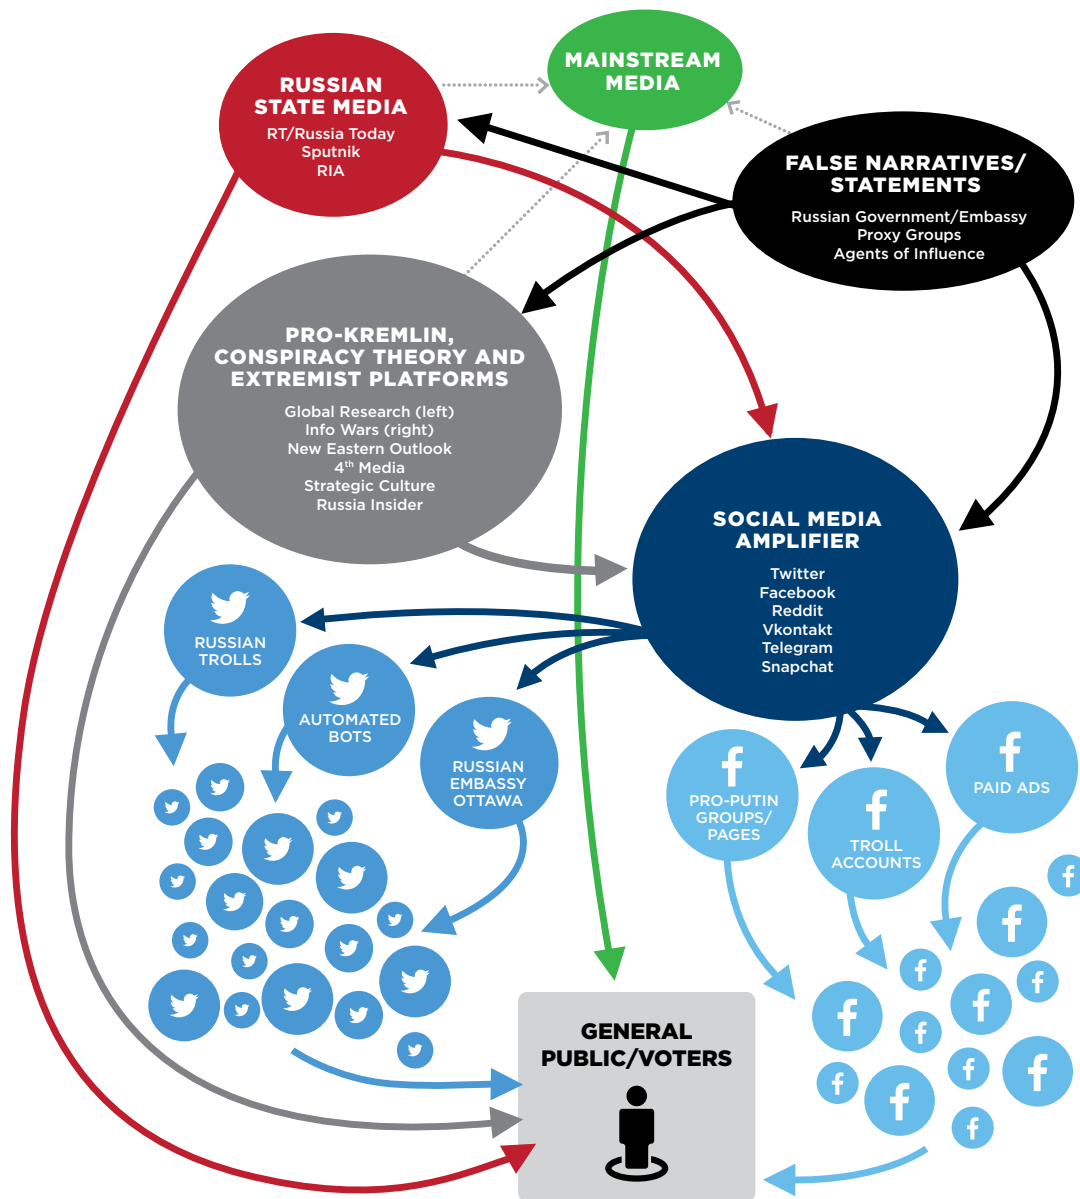 MAINSTREAM
MEDIA
RUSSIAN
STATE MEDIA
RT/Russia Today
Sputnik
RIA
FALSE NARRATIVES/
STATEMENTS
Russian Government/Embassy
Proxy Groups
Agents of Influence
PRO-KREMLIN,
CONSPIRACY THEORY AND
EXTREMIST PLATFORMS
Global Research (left)
Info Wars (right)
New Eastern Outlook
4th Media
Strategic Culture
Russia Insider
SOCIAL MEDIA
AMPLIFIER
Twitter
Facebook
Reddit
Vkontakt
Telegram
Snapchat
RUSSIAN
TROLLS
AUTOMATED
BOTS
RUSSIAN
EMBASSY
OTTAWA
PRO-PUTIN
GROUPS/
PAGES
TROLL
ACCOUNTS
PAID ADS
GENERAL
PUBLIC/VOTERS